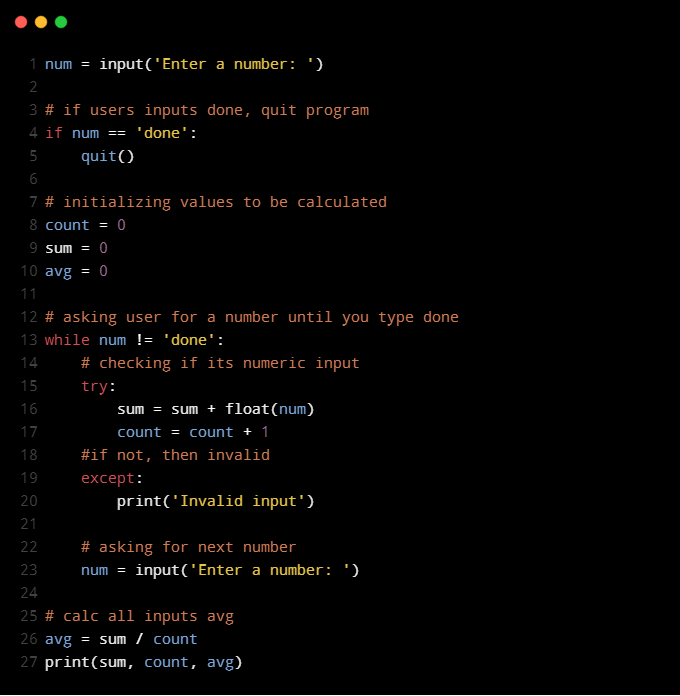 1 num = input('Enter a number: ')
2
3 # if users inputs done, quit program
4 if num == 'done':
5     quit()
6
7 # initializing values to be calculated
8 count = 0
9 sum = 0
10 avg = 0
11
12 # asking user for a number until you type done
13 while num != 'done':
14     # checking if its numeric input
15     try:
16         sum = sum + float(num)
17         count = count + 1
18     #if not, then invalid
19     except:
20         print('Invalid input')
21
22     # asking for next number
23     num = input('Enter a number: ')
24
25 # calc all inputs avg
26 avg = sum / count
27 print(sum, count, avg)